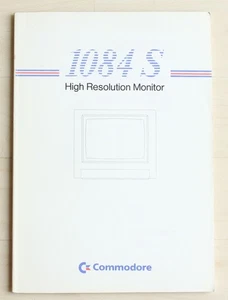 1084 S
High Resolution Monitor
Commodore